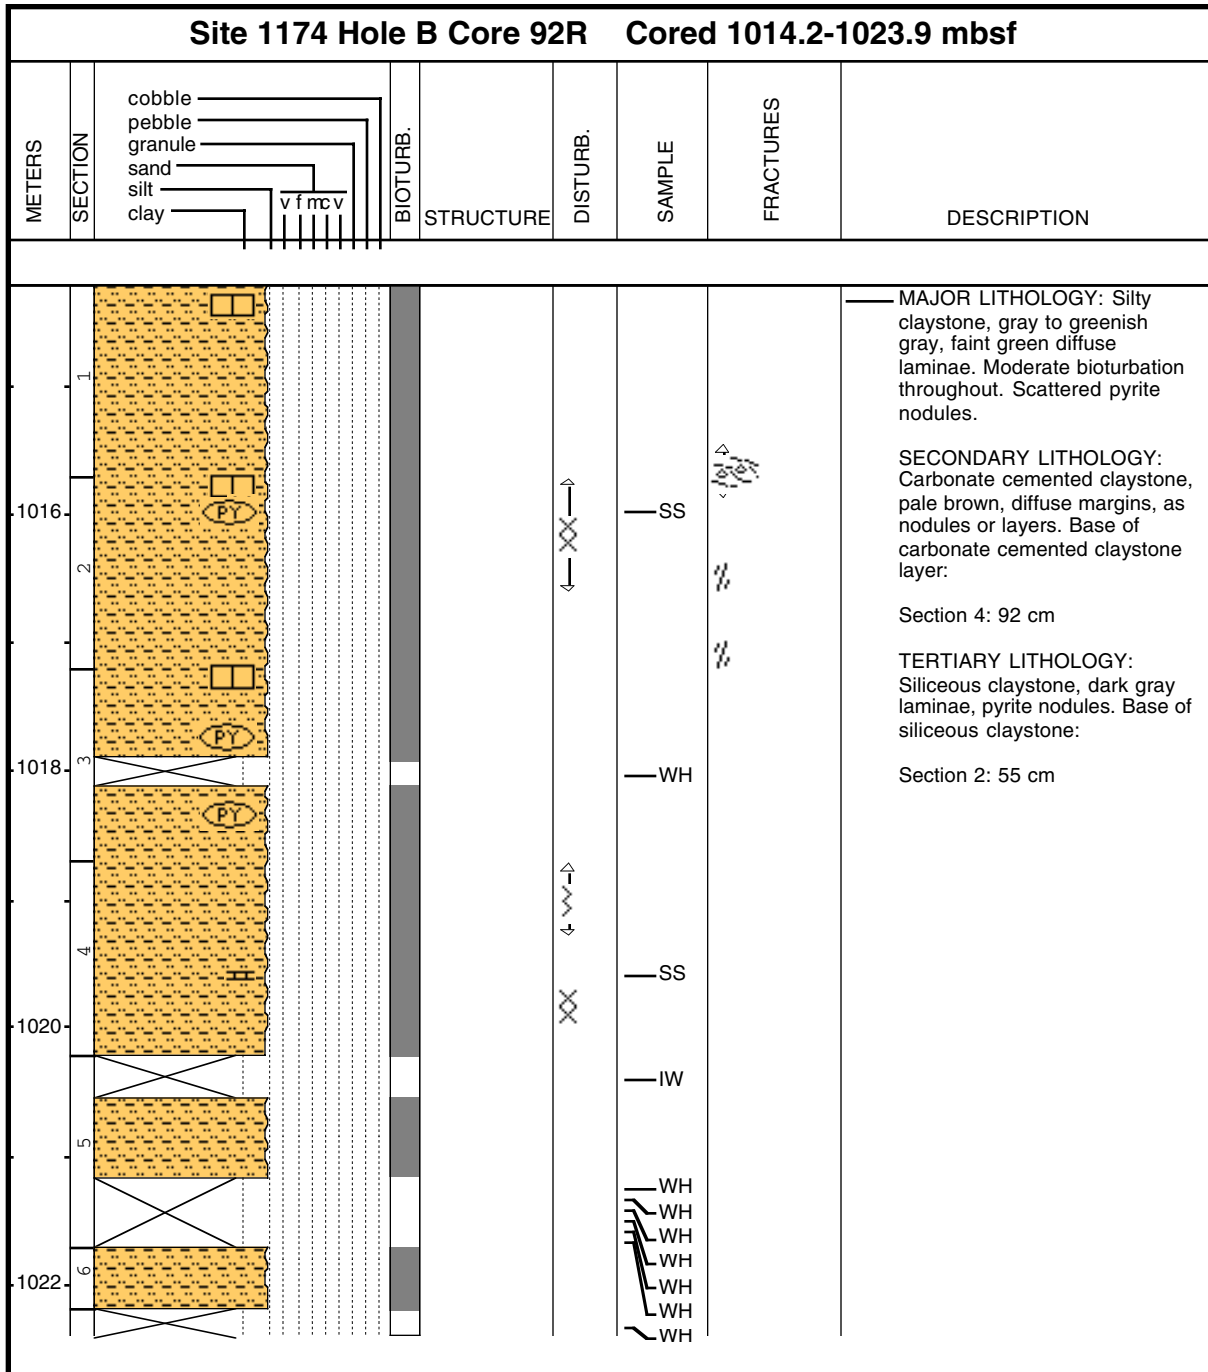 Site 1174 Hole B Core 92R Cored 1014.2-1023.9 mbsf
METERS
SECTION
cobble
pebble
granule
sand
silt
clay
v f m c v
BIOTURB.
STRUCTURE
DISTURB.
SAMPLE
FRACTURES
DESCRIPTION
1
2
3
4
5
6
1016
1018
1020
1022
PY
PY
PY
SS
WH
SS
IW
WH
WH
WH
WH
WH
WH
WH
MAJOR LITHOLOGY: Silty
claystone, gray to greenish
gray, faint green diffuse
laminae. Moderate bioturbation
throughout. Scattered pyrite
nodules.
SECONDARY LITHOLOGY:
Carbonate cemented claystone,
pale brown, diffuse margins, as
nodules or layers. Base of
carbonate cemented claystone
layer:
Section 4: 92 cm
TERTIARY LITHOLOGY:
Siliceous claystone, dark gray
laminae, pyrite nodules. Base of
siliceous claystone:
Section 2: 55 cm